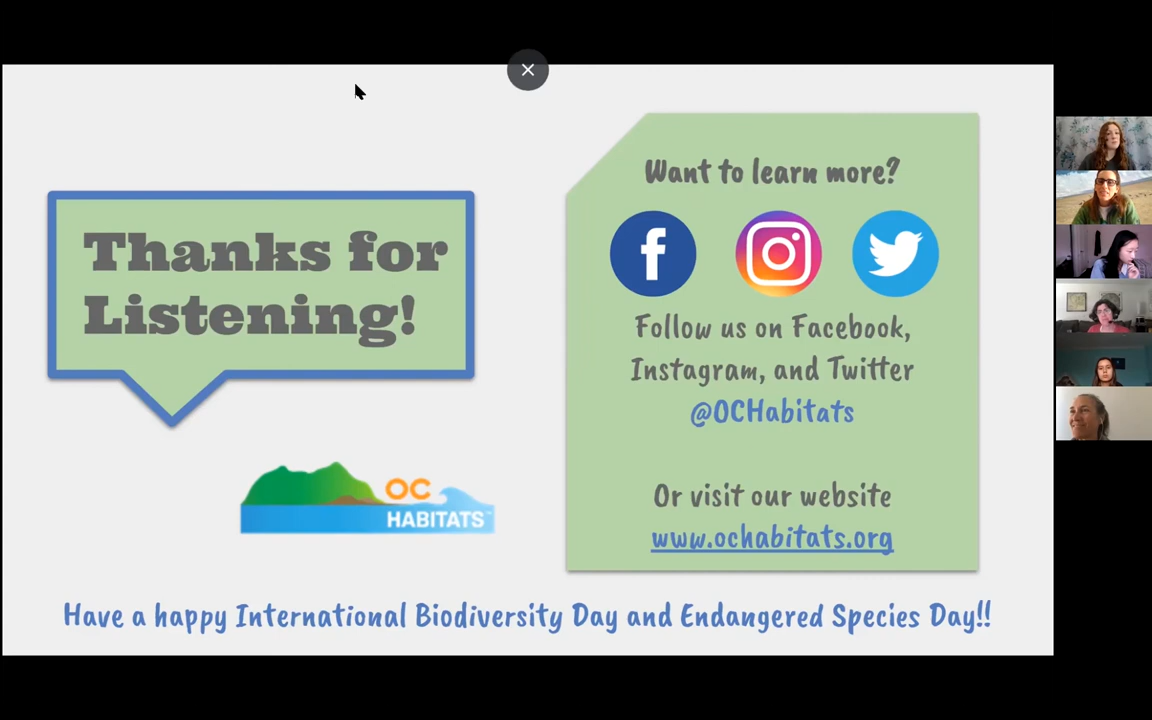 Thanks for
Listening!
OC
HABITATS™
Want to learn more?
Follow us on Facebook,
Instagram, and Twitter
@OCHabitats
Or visit our website
www.ochabitats.org
Have a happy International Biodiversity Day and Endangered Species Day!!